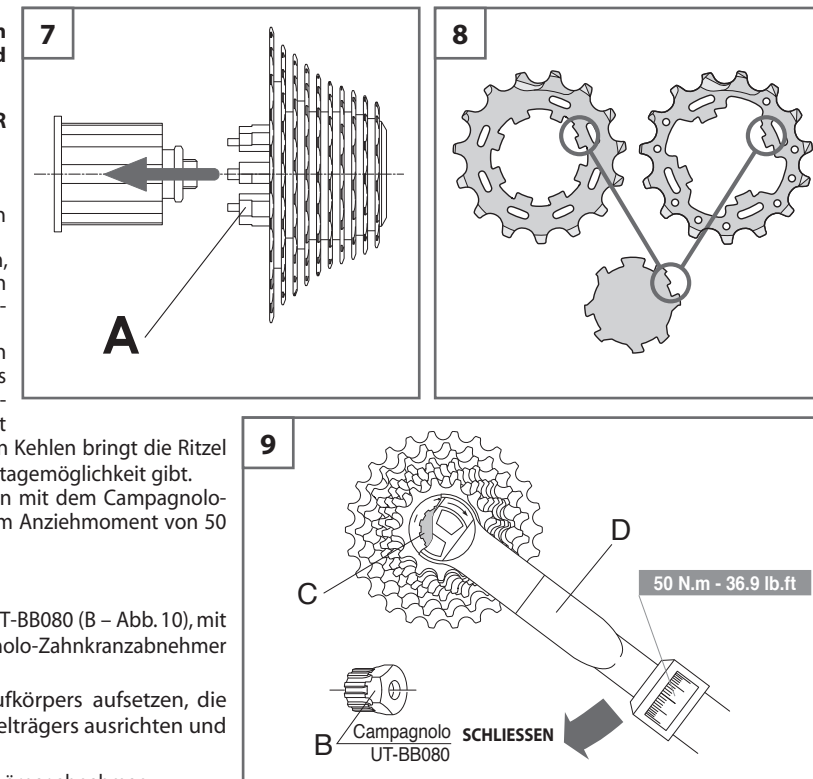 7
A
8
n
d
R
n
n,
n
-
n
s
-
t
n Kehlen bringt die Ritzel
tagemöglichkeit gibt.
n mit dem Campagnolo-
m Anziehmoment von 50
T-BB080 (B – Abb. 10), mit
olo-Zahnkranzabnehmer
ufkörpers aufsetzen, die
elträgers ausrichten und
9
C
D
50 N.m - 36.9 lb.ft
B
Campagnolo
UT-BB080
SCHLIESSEN